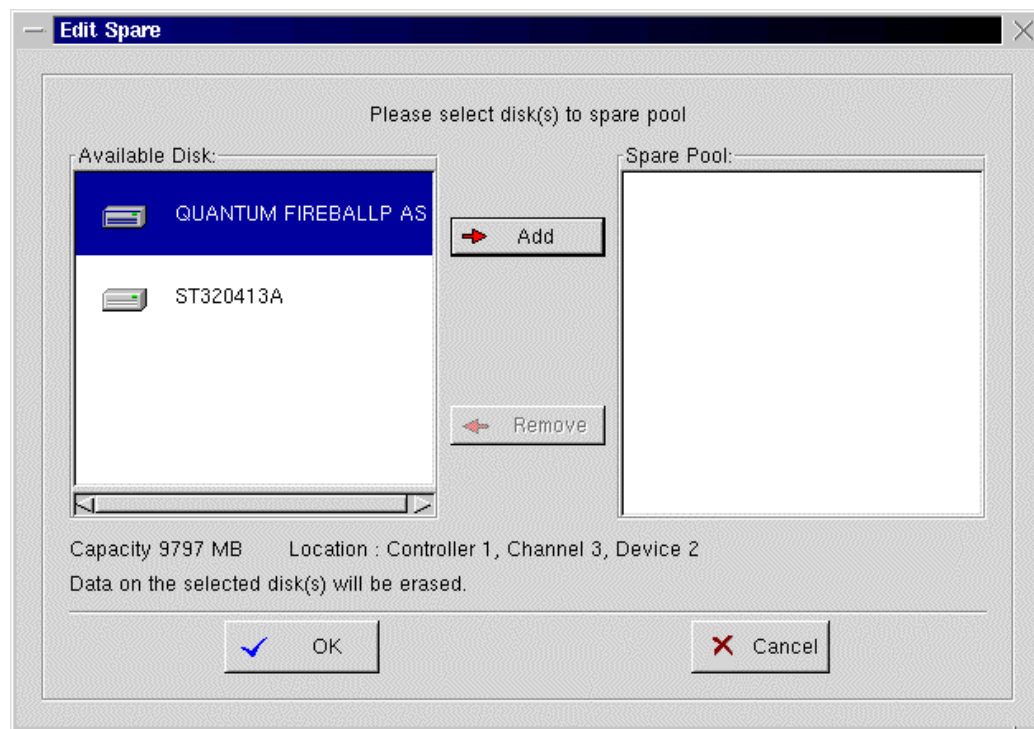 Edit Spare
Please select disk(s) to spare pool
Available Disk:
Spare Pool:
QUANTUM FIREBALLP AS
Add
ST320413A
Remove
Capacity 9797 MB Location : Controller 1, Channel 3, Device 2
Data on the selected disk(s) will be erased.
OK
Cancel